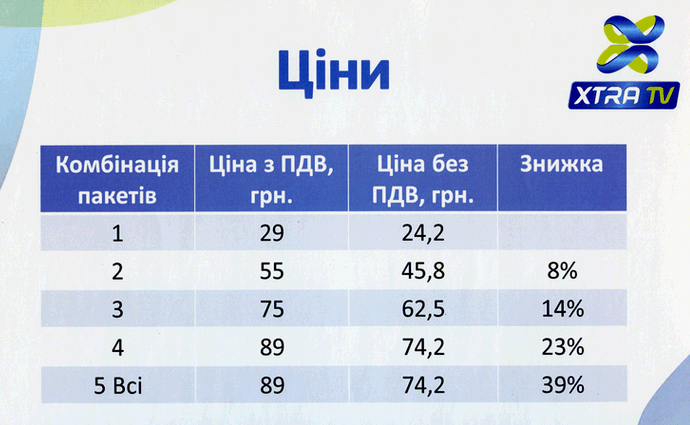 Ціни
XTRA TV
Комбінація пакетів Ціна з ПДВ, грн. Ціна без ПДВ, грн. Знижка
1 29 24,2
2 55 45,8 8%
3 75 62,5 14%
4 89 74,2 23%
5 Всі 89 74,2 39%